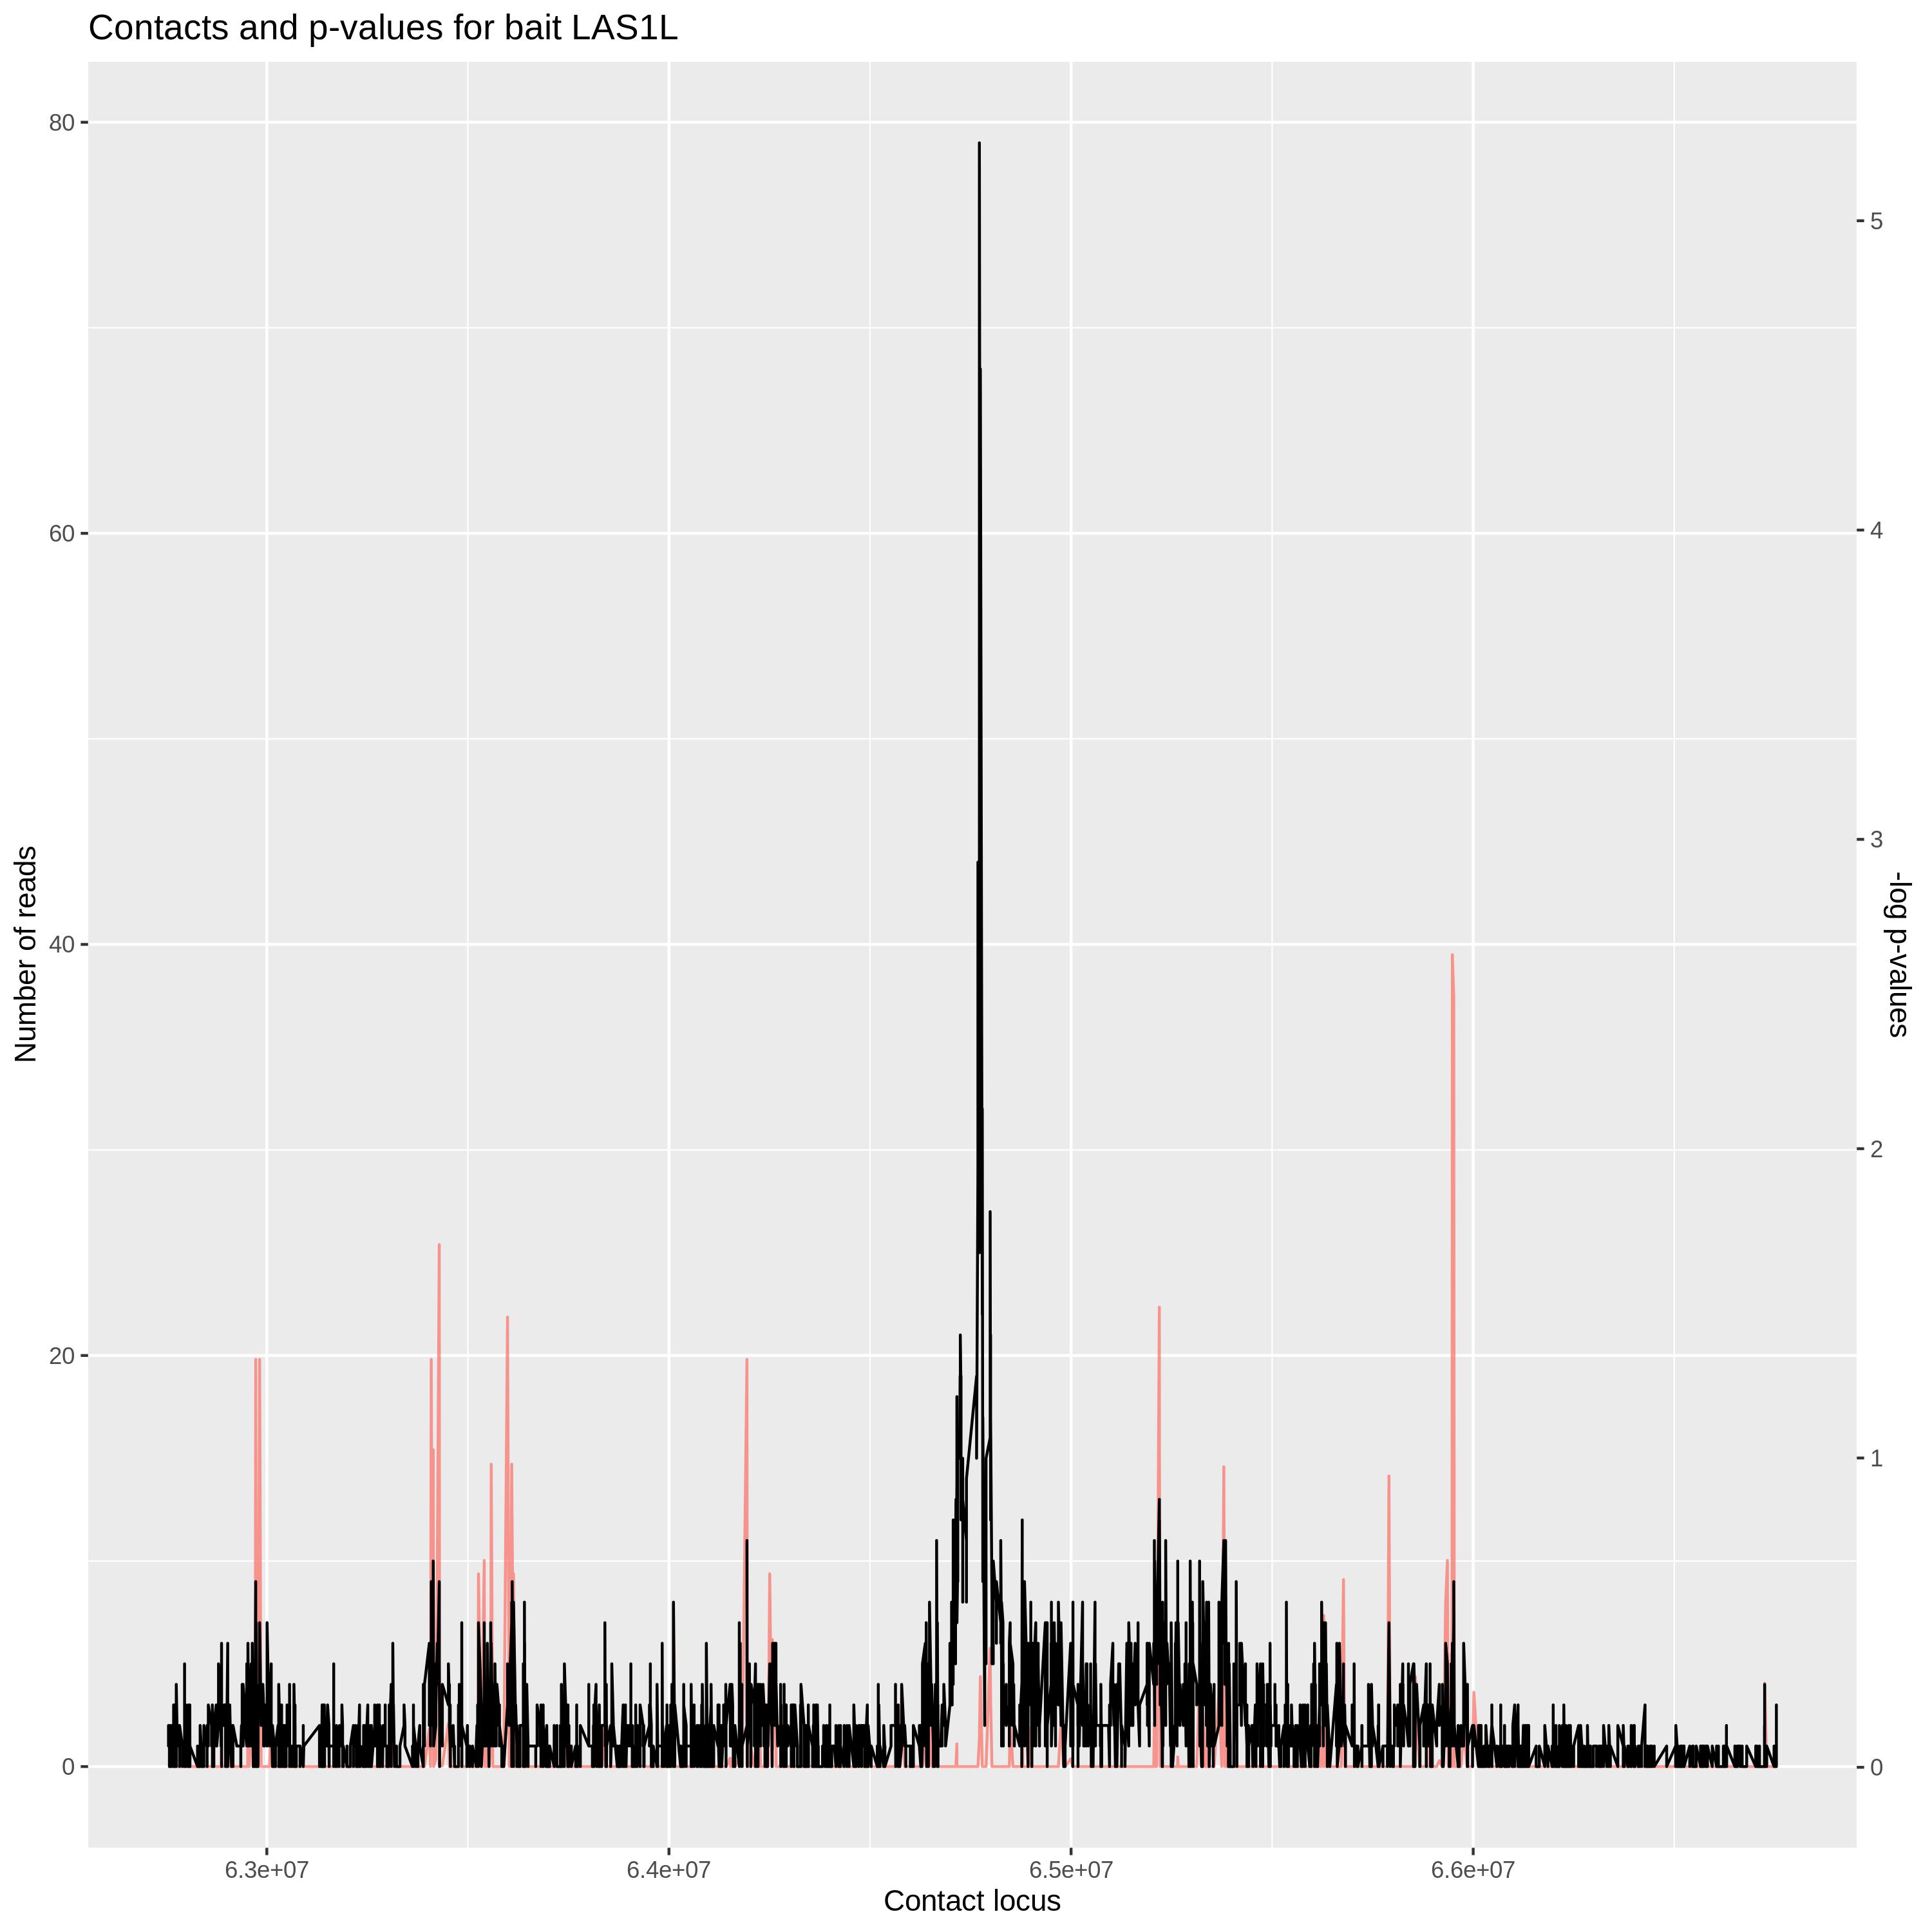 Contacts and p-values for bait LAS1L
80
60
40
20
0
Number of reads
5
4
3
2
1
0
-log p-values
6.3e+07
6.4e+07
6.5e+07
6.6e+07
Contact locus